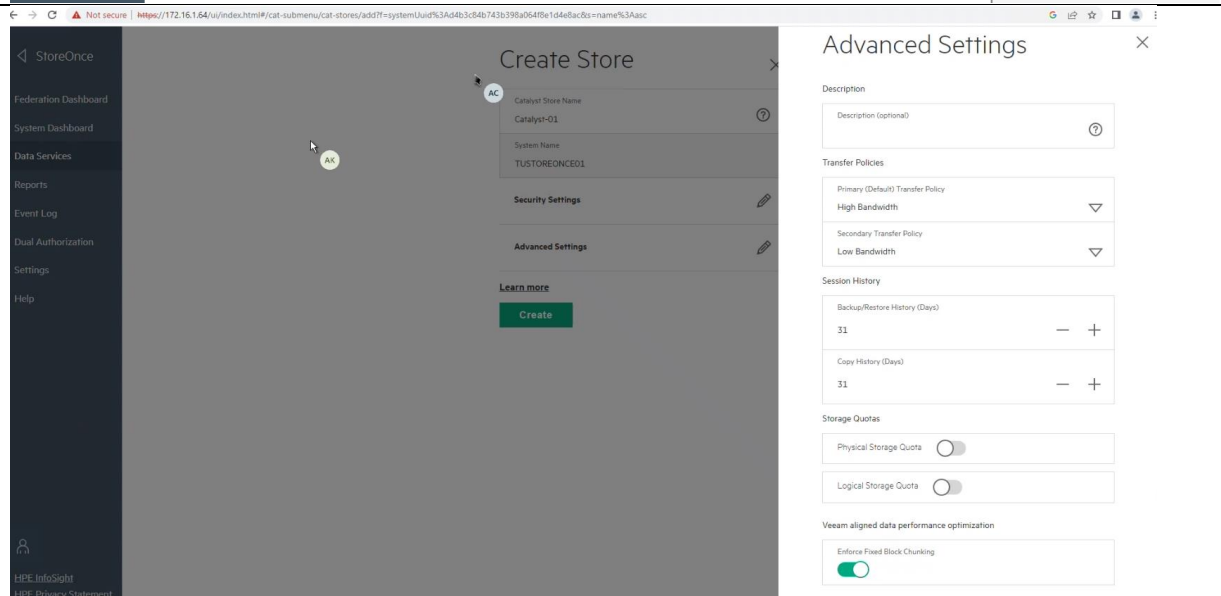 Not secure | https://172.16.1.64/ui/index.html#/cat-submenu/cat-stores/add?f=systemUuid%3Ad4b3c84b743b398a064f8e1d4e8ac&s=name%3Aasc
StoreOnce
Federation Dashboard
System Dashboard
Data Services
Reports
Event Log
Dual Authorization
Settings
Help
HPE InfoSight
HPE Privacy Statement
AK
AC
Create Store
Catalyst Store Name
Catalyst-01
System Name
TUSTOREONCE01
Security Settings
Advanced Settings
Learn more
Create
Advanced Settings
Description
Description (optional)
Transfer Policies
Primary (Default) Transfer Policy
High Bandwidth
Secondary Transfer Policy
Low Bandwidth
Session History
Backup/Restore History (Days)
31
Copy History (Days)
31
Storage Quotas
Physical Storage Quota
Logical Storage Quota
Veeam aligned data performance optimization
Enforce Fixed Block Chunking